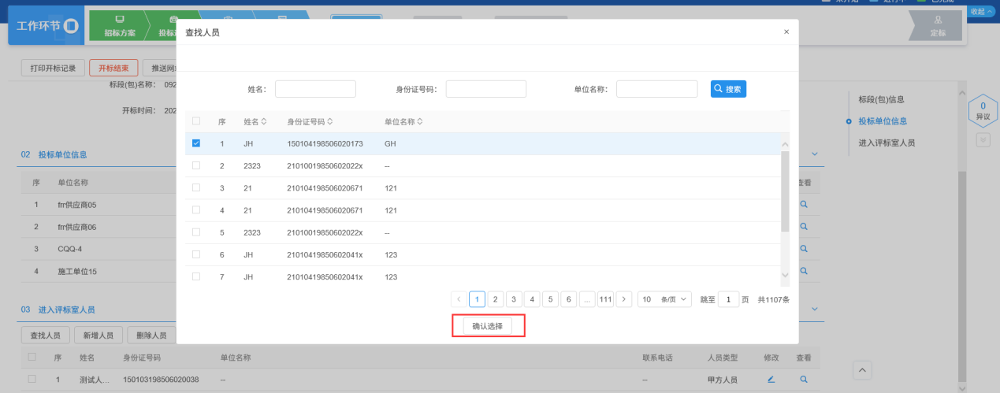 未开始 进行中 已完成
工作环节 招标方案 定标 收起
查找人员 ×
打印开标记录 开标结束
标段(包)名称: 092
开标时间: 202
姓名: 身份证号码: 单位名称: 搜索
序 姓名 身份证号码 单位名称
1 JH 150104198506020173 GH
2 2323 21010019850602022x --
3 21 210104198506020671 121
4 21 210104198506020671 121
5 2323 21010019850602022x --
6 JH 21010419850602041x 123
7 JH 21010419850602041x 123
< 1 2 3 4 5 6 ... 111 > 10 条/页 跳至 1 页 共1107条
确认选择
标段(包)信息
投标单位信息
进入评标室人员
0
异议
02 投标单位信息
序 单位名称 查看
1 frr供应商05
2 frr供应商06
3 CQQ-4
4 施工单位15
03 进入评标室人员
查找人员 新增人员 删除人员
序 姓名 身份证号码 单位名称 联系电话 人员类型 修改 查看
1 测试人... 150103198506020038 -- -- 甲方人员